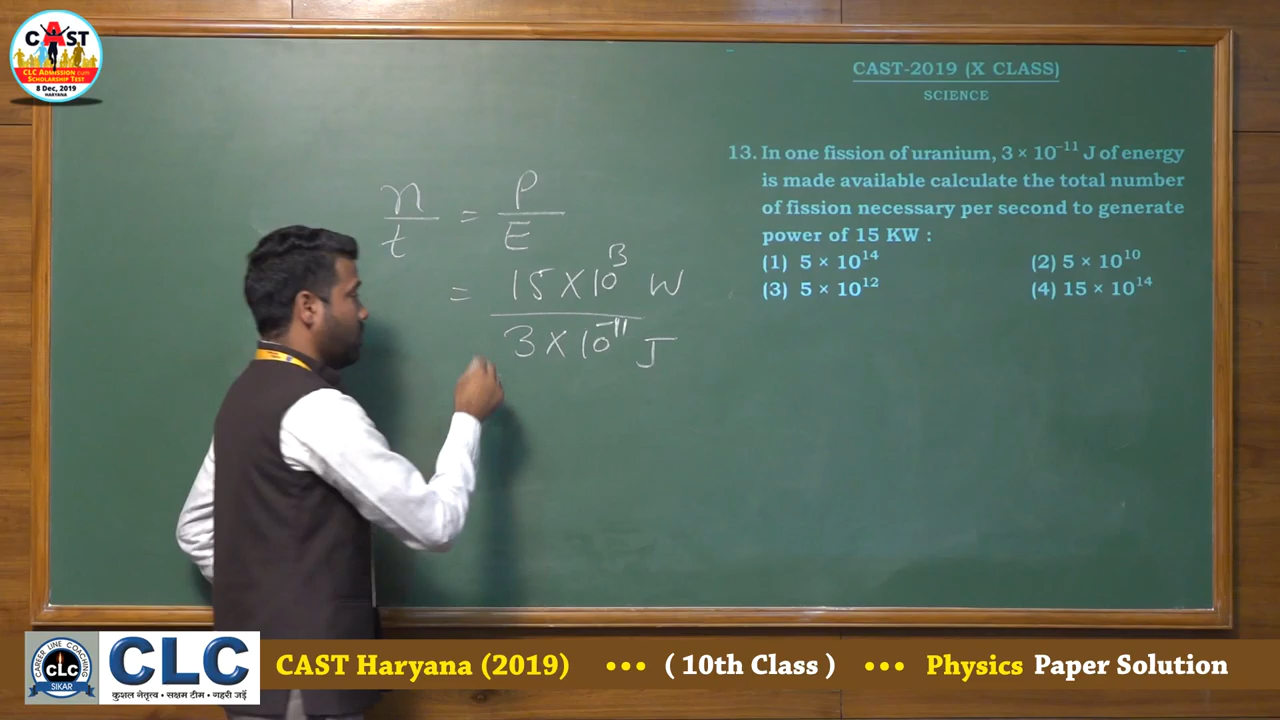 CAST
CLC ADMISSION CUM
SCHOLARSHIP TEST
8 Dec, 2019
HARYANA
CAST-2019 (X CLASS)
SCIENCE
13. In one fission of uranium, 3 × 10⁻¹¹ J of energy
is made available calculate the total number
of fission necessary per second to generate
power of 15 KW :
(1) 5 × 10¹⁴ (2) 5 × 10¹⁰
(3) 5 × 10¹² (4) 15 × 10¹⁴
n/t = P/E
= 15 × 10³ W
3 × 10⁻¹¹ J
CAREER LINE COACHING
CLC
SIKAR
CLC
कुशल नेतृत्व • सक्षम टीम • गहरी जड़ें
CAST Haryana (2019) ••• ( 10th Class ) ••• Physics Paper Solution